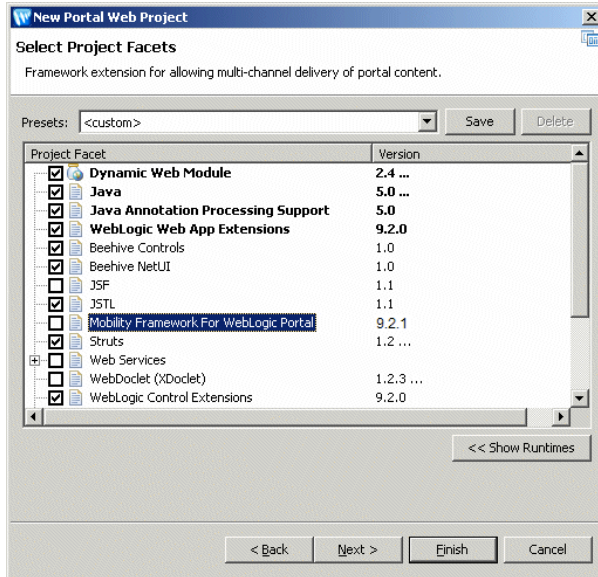 New Portal Web Project
Select Project Facets
Framework extension for allowing multi-channel delivery of portal content.
Presets: <custom> Save Delete
Project Facet Version
Dynamic Web Module 2.4 ...
Java 5.0 ...
Java Annotation Processing Support 5.0
WebLogic Web App Extensions 9.2.0
Beehive Controls 1.0
Beehive NetUI 1.0
JSF 1.1
JSTL 1.1
Mobility Framework For WebLogic Portal 9.2.1
Struts 1.2 ...
Web Services
WebDoclet (XDoclet) 1.2.3 ...
WebLogic Control Extensions 9.2.0
<< Show Runtimes
< Back Next > Finish Cancel